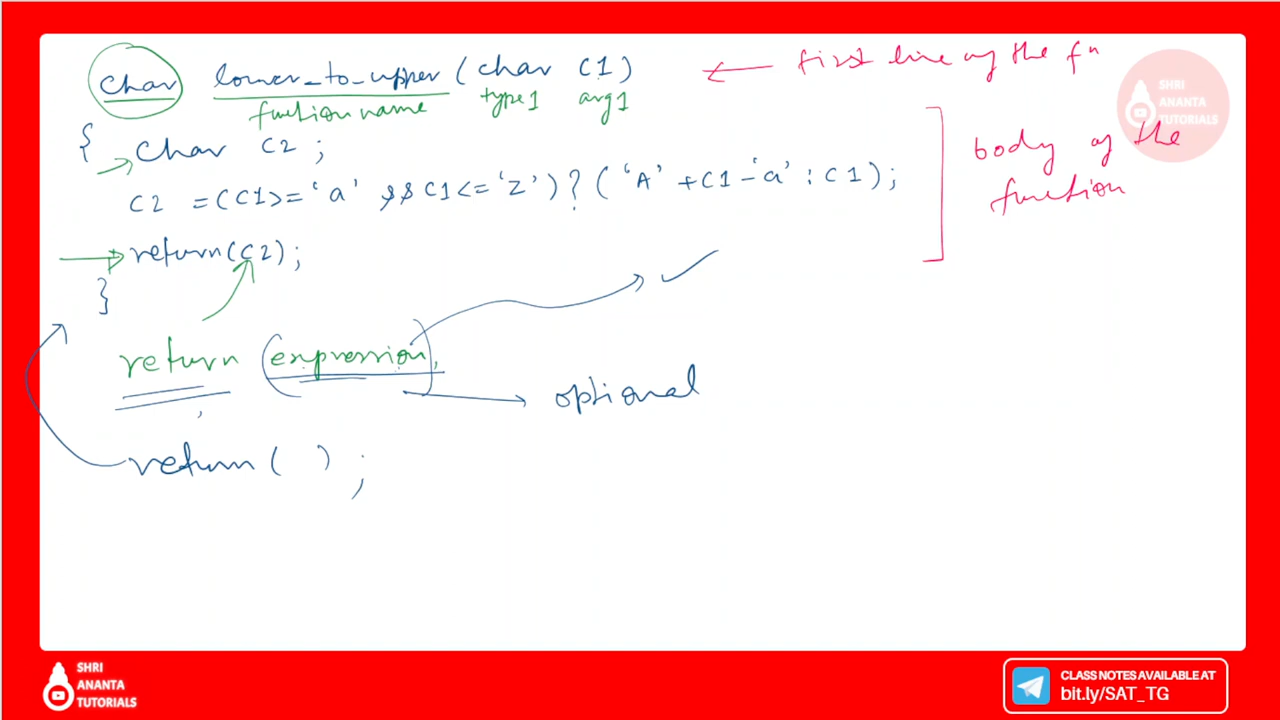 char lower_to_upper (char c1) ← first line of the fn
function name type1 arg1
{ char c2 ;
c2 = (c1>= 'a' && c1<= 'z') ? ( 'A' + c1 - 'a' : c1 ) ;
body of the
function
return(c2) ;
}
return (expression) ;
optional
return ( ) ;
SHRI
ANANTA
TUTORIALS
SHRI
ANANTA
TUTORIALS
CLASS NOTES AVAILABLE AT
bit.ly/SAT_TG